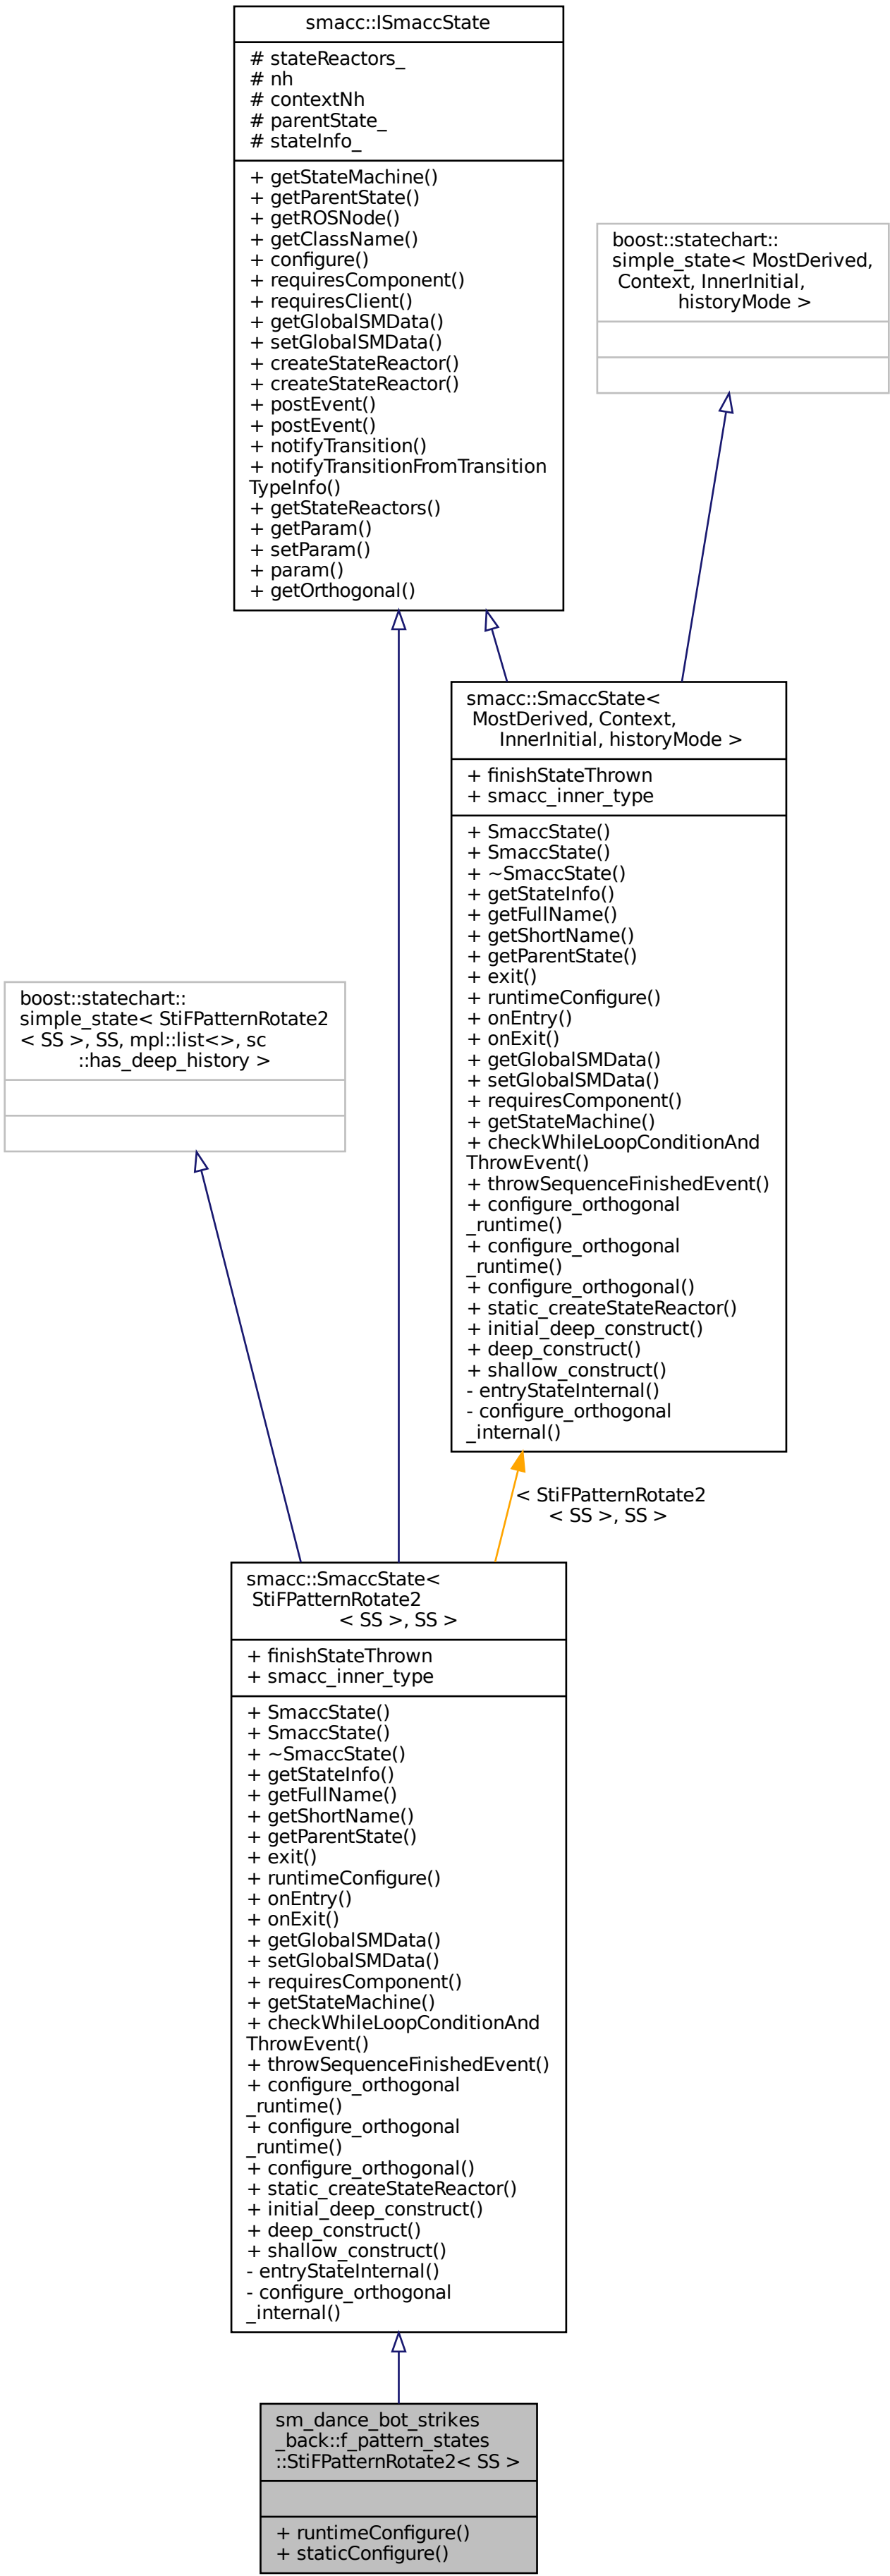 smacc::ISmaccState
# stateReactors_
# nh
# contextNh
# parentState_
# stateInfo_
+ getStateMachine()
+ getParentState()
+ getROSNode()
+ getClassName()
+ configure()
+ requiresComponent()
+ requiresClient()
+ getGlobalSMData()
+ setGlobalSMData()
+ createStateReactor()
+ createStateReactor()
+ postEvent()
+ postEvent()
+ notifyTransition()
+ notifyTransitionFromTransition
TypeInfo()
+ getStateReactors()
+ getParam()
+ setParam()
+ param()
+ getOrthogonal()
boost::statechart::
simple_state< MostDerived,
Context, InnerInitial,
historyMode >
smacc::SmaccState<
MostDerived, Context,
InnerInitial, historyMode >
+ finishStateThrown
+ smacc_inner_type
+ SmaccState()
+ SmaccState()
+ ~SmaccState()
+ getStateInfo()
+ getFullName()
+ getShortName()
+ getParentState()
+ exit()
+ runtimeConfigure()
+ onEntry()
+ onExit()
+ getGlobalSMData()
+ setGlobalSMData()
+ requiresComponent()
+ getStateMachine()
+ checkWhileLoopConditionAnd
ThrowEvent()
+ throwSequenceFinishedEvent()
+ configure_orthogonal
_runtime()
+ configure_orthogonal
_runtime()
+ configure_orthogonal()
+ static_createStateReactor()
+ initial_deep_construct()
+ deep_construct()
+ shallow_construct()
- entryStateInternal()
- configure_orthogonal
_internal()
boost::statechart::
simple_state< StiFPatternRotate2
< SS >, SS, mpl::list<>, sc
::has_deep_history >
< StiFPatternRotate2
< SS >, SS >
smacc::SmaccState<
StiFPatternRotate2
< SS >, SS >
+ finishStateThrown
+ smacc_inner_type
+ SmaccState()
+ SmaccState()
+ ~SmaccState()
+ getStateInfo()
+ getFullName()
+ getShortName()
+ getParentState()
+ exit()
+ runtimeConfigure()
+ onEntry()
+ onExit()
+ getGlobalSMData()
+ setGlobalSMData()
+ requiresComponent()
+ getStateMachine()
+ checkWhileLoopConditionAnd
ThrowEvent()
+ throwSequenceFinishedEvent()
+ configure_orthogonal
_runtime()
+ configure_orthogonal
_runtime()
+ configure_orthogonal()
+ static_createStateReactor()
+ initial_deep_construct()
+ deep_construct()
+ shallow_construct()
- entryStateInternal()
- configure_orthogonal
_internal()
sm_dance_bot_strikes
_back::f_pattern_states
::StiFPatternRotate2< SS >
+ runtimeConfigure()
+ staticConfigure()